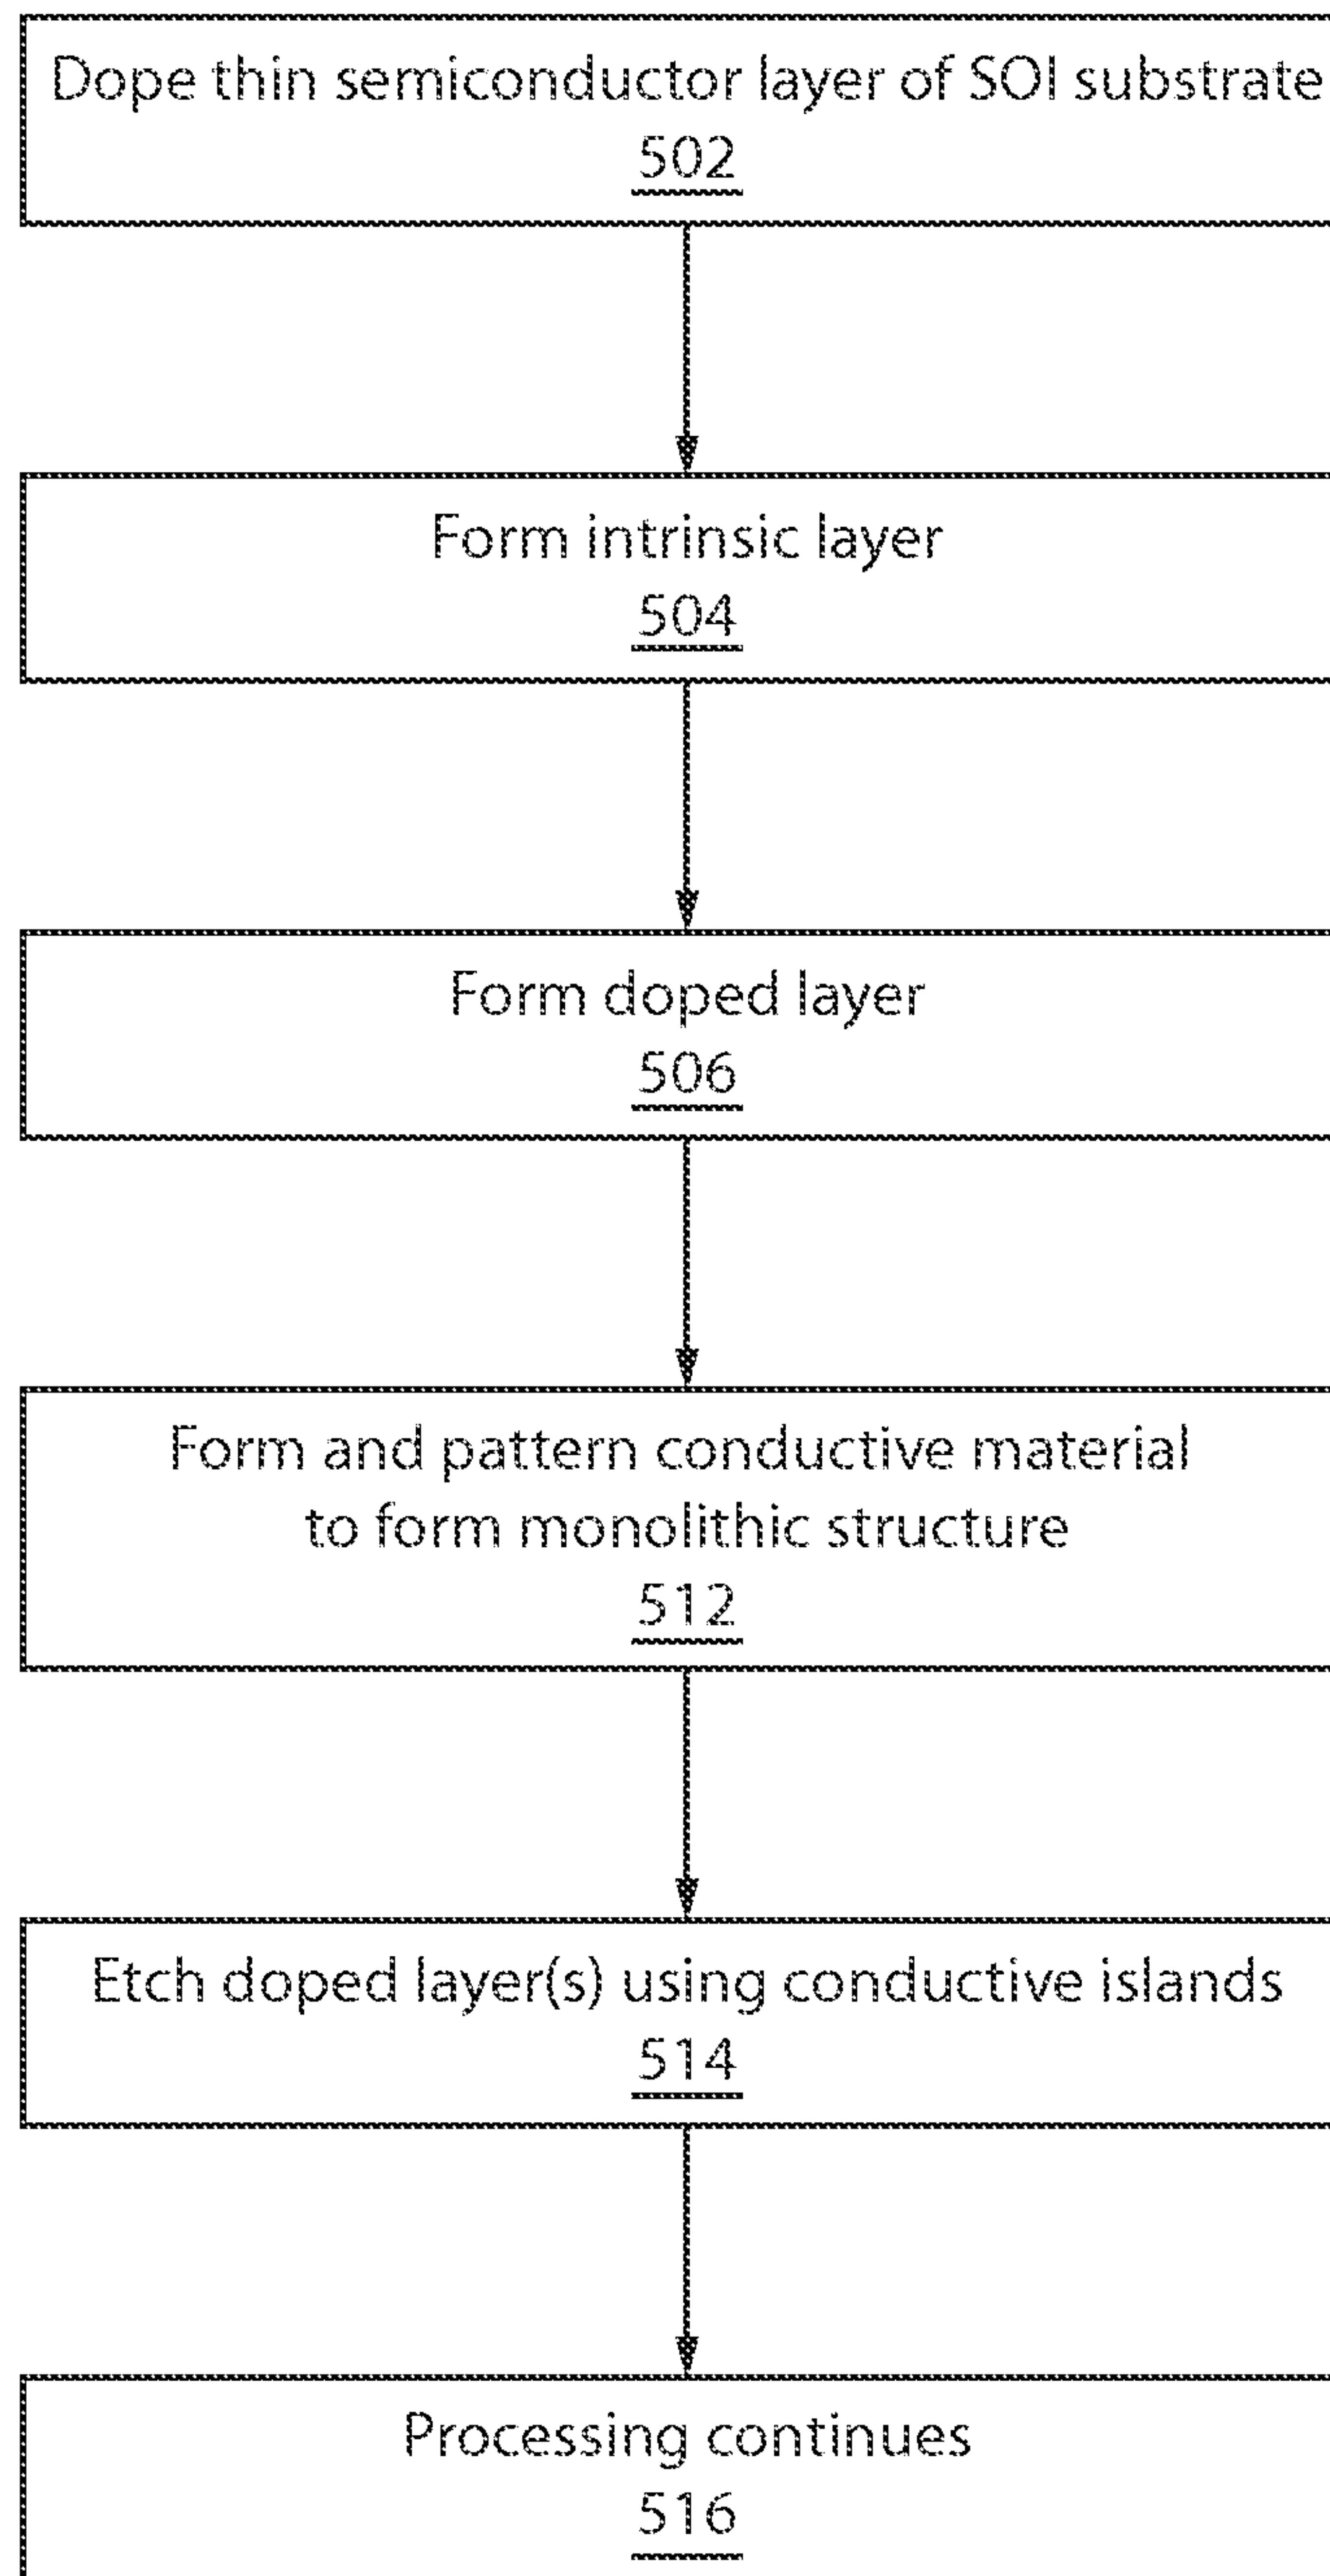 Dope thin semiconductor layer of SOI substrate
502
Form intrinsic layer
504
Form doped layer
506
Form and pattern conductive material
to form monolithic structure
512
Etch doped layer(s) using conductive islands
514
Processing continues
516